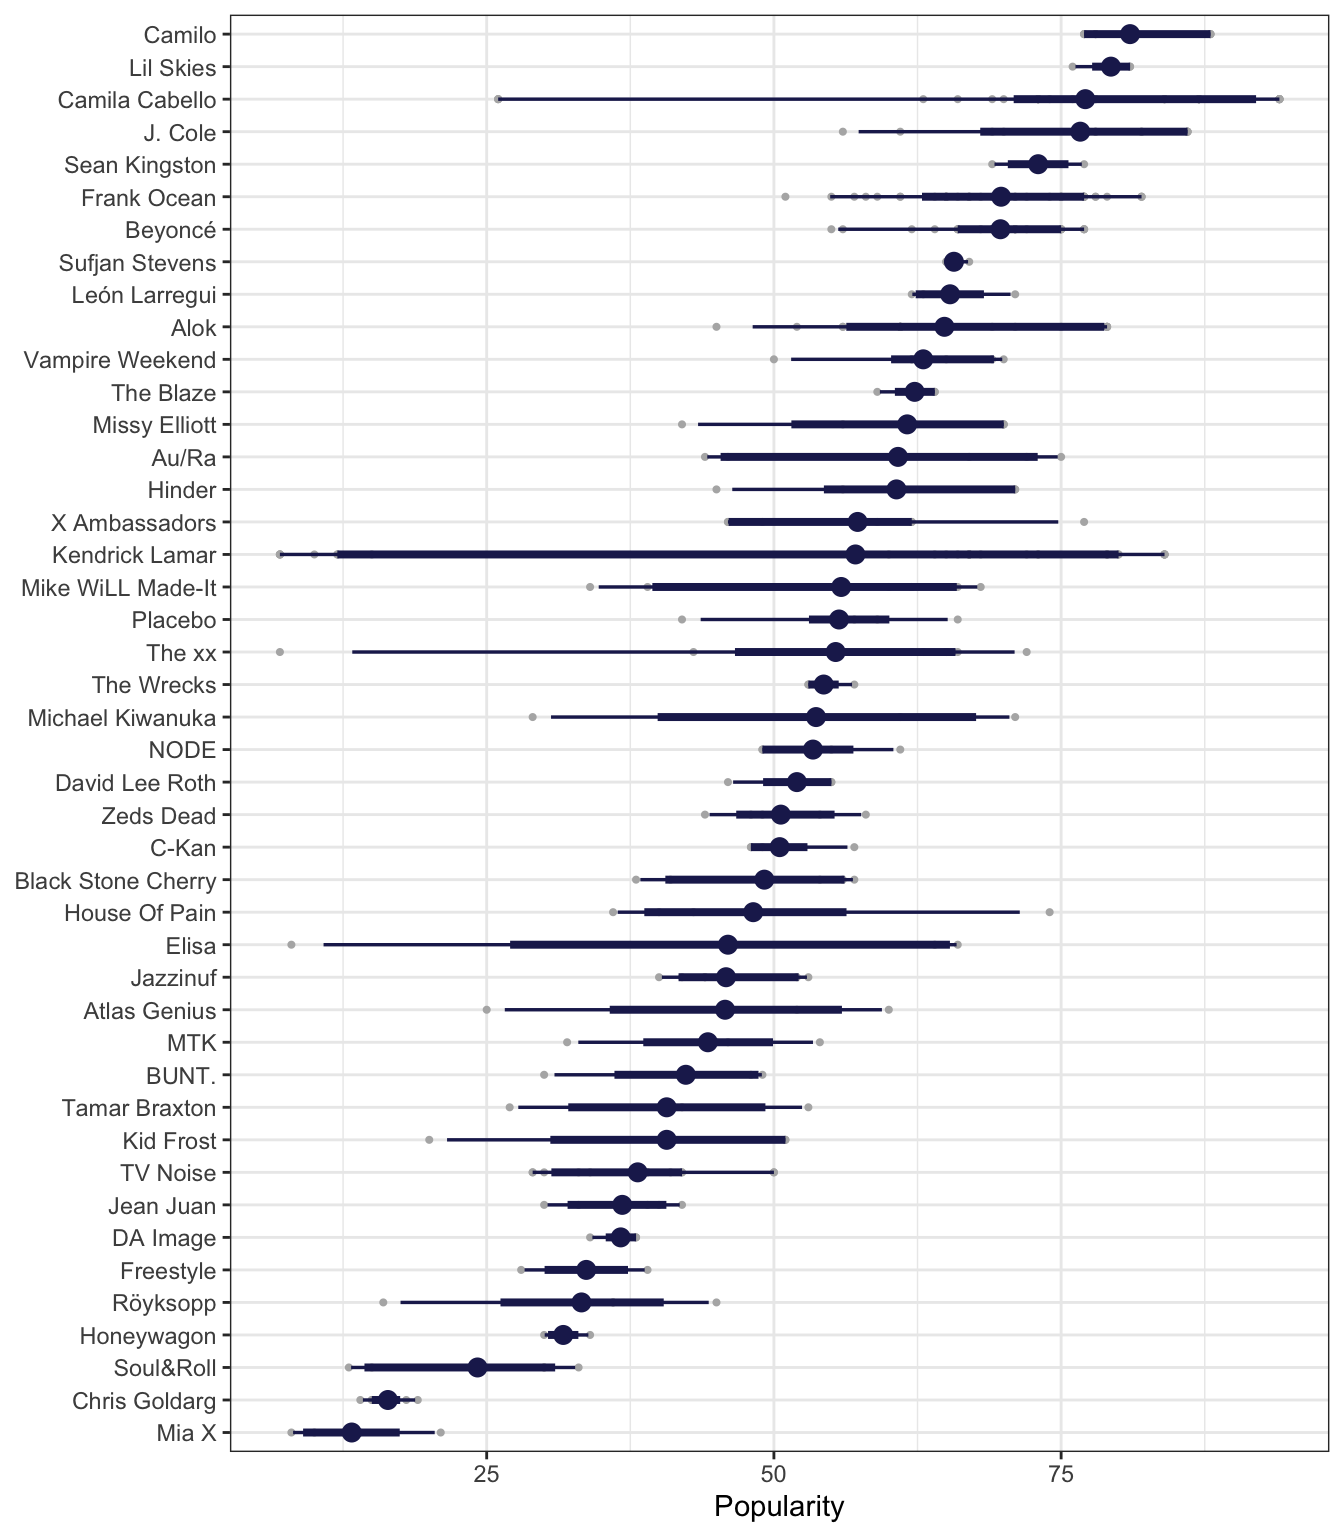 Camilo
Lil Skies
Camila Cabello
J. Cole
Sean Kingston
Frank Ocean
Beyoncé
Sufjan Stevens
León Larregui
Alok
Vampire Weekend
The Blaze
Missy Elliott
Au/Ra
Hinder
X Ambassadors
Kendrick Lamar
Mike WiLL Made-It
Placebo
The xx
The Wrecks
Michael Kiwanuka
NODE
David Lee Roth
Zeds Dead
C-Kan
Black Stone Cherry
House Of Pain
Elisa
Jazzinuf
Atlas Genius
MTK
BUNT.
Tamar Braxton
Kid Frost
TV Noise
Jean Juan
DA Image
Freestyle
Röyksopp
Honeywagon
Soul&Roll
Chris Goldarg
Mia X
25 50 75
Popularity